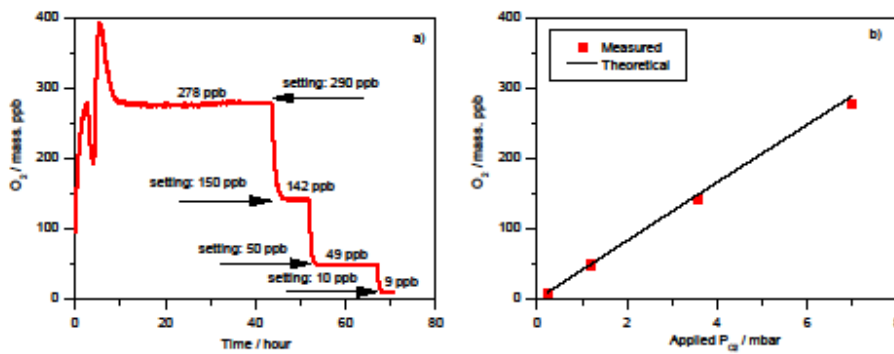 a)
400
300
200
100
0
O2 / mass. ppb
278 ppb
setting: 290 ppb
setting: 150 ppb
142 ppb
setting: 50 ppb
49 ppb
setting: 10 ppb
9 ppb
0 20 40 60 80
Time / hour
b)
Measured
Theoretical
400
300
200
100
0
O2 / mass. ppb
0 2 4 6
Applied PO2 / mbar